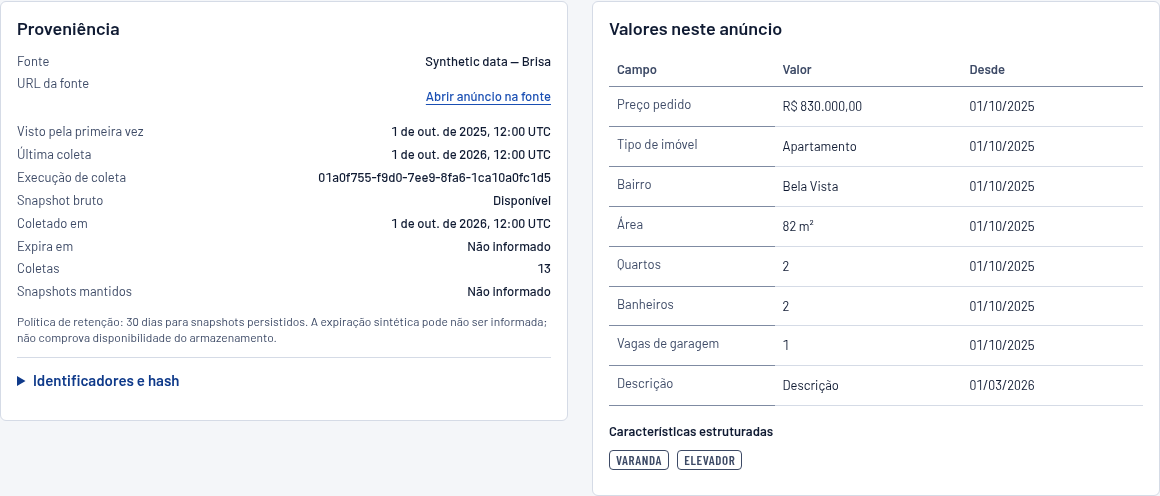 Proveniência
Fonte Synthetic data — Brisa
URL da fonte
Abrir anúncio na fonte
Visto pela primeira vez 1 de out. de 2025, 12:00 UTC
Última coleta 1 de out. de 2026, 12:00 UTC
Execução de coleta 01a0f755-f9d0-7ee9-8fa6-1ca10a0fc1d5
Snapshot bruto Disponível
Coletado em 1 de out. de 2026, 12:00 UTC
Expira em Não informado
Coletas 13
Snapshots mantidos Não informado
Política de retenção: 30 dias para snapshots persistidos. A expiração sintética pode não ser informada;
não comprova disponibilidade do armazenamento.
Identificadores e hash
Valores neste anúncio
Campo Valor Desde
Preço pedido R$ 830.000,00 01/10/2025
Tipo de imóvel Apartamento 01/10/2025
Bairro Bela Vista 01/10/2025
Área 82 m² 01/10/2025
Quartos 2 01/10/2025
Banheiros 2 01/10/2025
Vagas de garagem 1 01/10/2025
Descrição Descrição 01/03/2026
Características estruturadas
VARANDA ELEVADOR